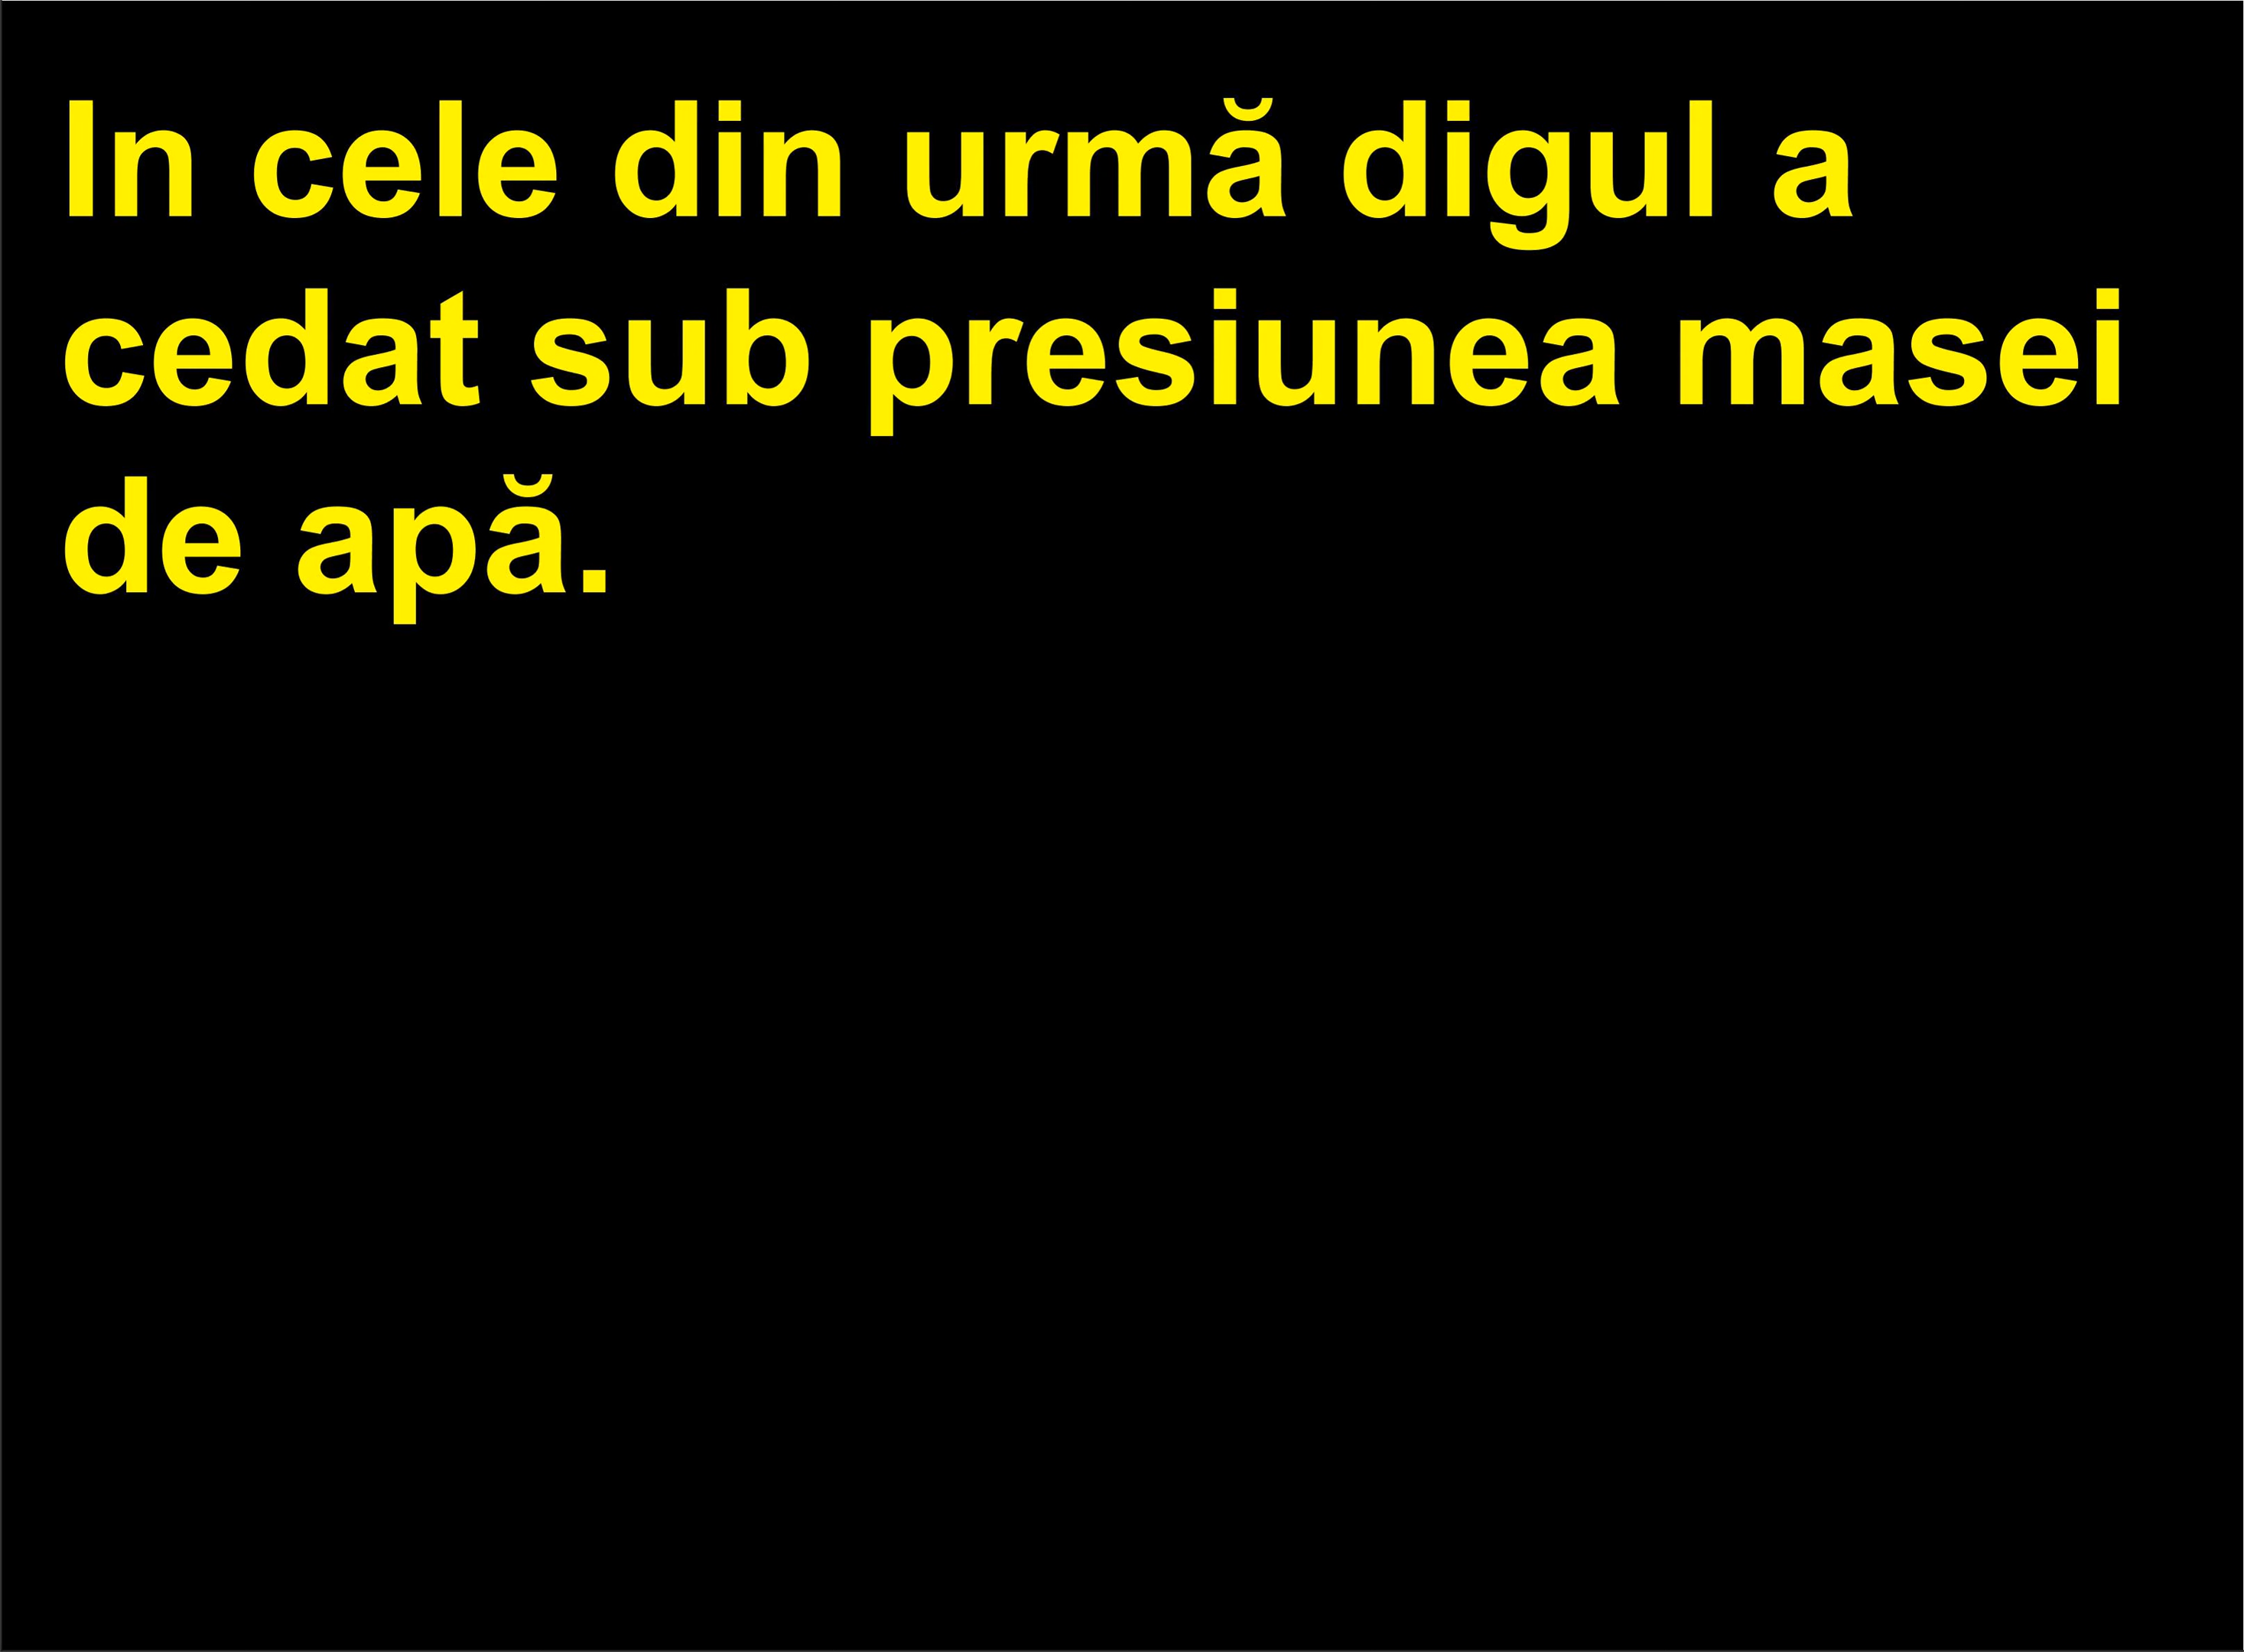 In cele din urmă digul a
cedat sub presiunea masei
de apă.